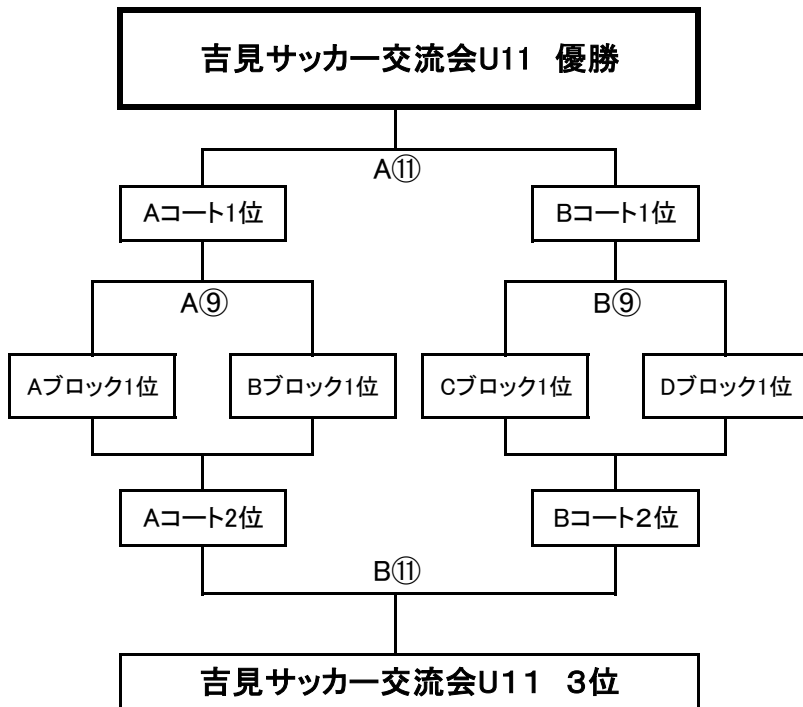 吉見サッカー交流会U11　優勝
A⑪
Aコート1位
Bコート1位
A⑨
B⑨
Aブロック1位
Bブロック1位
Cブロック1位
Dブロック1位
Aコート2位
Bコート２位
B⑪
吉見サッカー交流会U１１　３位